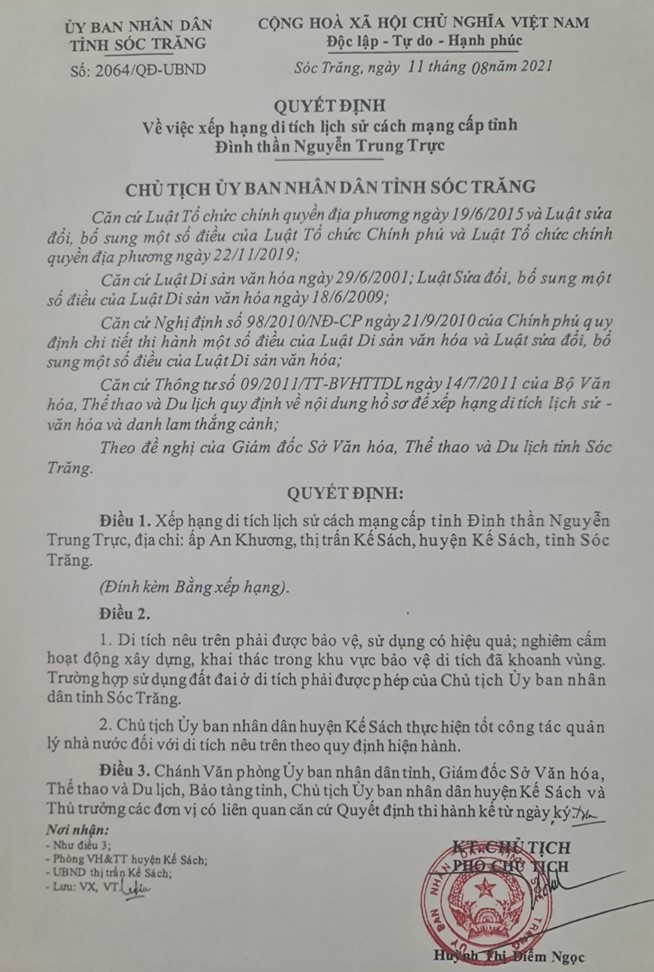 ỦY BAN NHÂN DÂN
TỈNH SÓC TRĂNG
Số: 2064/QĐ-UBND
CỘNG HOÀ XÃ HỘI CHỦ NGHĨA VIỆT NAM
Độc lập - Tự do - Hạnh phúc
Sóc Trăng, ngày 11 tháng 08 năm 2021
QUYẾT ĐỊNH
Về việc xếp hạng di tích lịch sử cách mạng cấp tỉnh
Đình thần Nguyễn Trung Trực
CHỦ TỊCH ỦY BAN NHÂN DÂN TỈNH SÓC TRĂNG
Căn cứ Luật Tổ chức chính quyền địa phương ngày 19/6/2015 và Luật sửa
đổi, bổ sung một số điều của Luật Tổ chức Chính phủ và Luật Tổ chức chính
quyền địa phương ngày 22/11/2019;
Căn cứ Luật Di sản văn hóa ngày 29/6/2001; Luật Sửa đổi, bổ sung một
số điều của Luật Di sản văn hóa ngày 18/6/2009;
Căn cứ Nghị định số 98/2010/NĐ-CP ngày 21/9/2010 của Chính phủ quy
định chi tiết thi hành một số điều của Luật Di sản văn hóa và Luật sửa đổi, bổ
sung một số điều của Luật Di sản văn hóa;
Căn cứ Thông tư số 09/2011/TT-BVHTTDL ngày 14/7/2011 của Bộ Văn
hóa, Thể thao và Du lịch quy định về nội dung hồ sơ để xếp hạng di tích lịch sử -
văn hóa và danh lam thắng cảnh;
Theo đề nghị của Giám đốc Sở Văn hóa, Thể thao và Du lịch tỉnh Sóc
Trăng.
QUYẾT ĐỊNH:
Điều 1. Xếp hạng di tích lịch sử cách mạng cấp tỉnh Đình thần Nguyễn
Trung Trực, địa chỉ: ấp An Khương, thị trấn Kế Sách, huyện Kế Sách, tỉnh Sóc
Trăng.
(Đính kèm Bằng xếp hạng).
Điều 2.
1. Di tích nêu trên phải được bảo vệ, sử dụng có hiệu quả; nghiêm cấm
hoạt động xây dựng, khai thác trong khu vực bảo vệ di tích đã khoanh vùng.
Trường hợp sử dụng đất đai ở di tích phải được phép của Chủ tịch Ủy ban nhân
dân tỉnh Sóc Trăng.
2. Chủ tịch Ủy ban nhân dân huyện Kế Sách thực hiện tốt công tác quản
lý nhà nước đối với di tích nêu trên theo quy định hiện hành.
Điều 3. Chánh Văn phòng Ủy ban nhân dân tỉnh, Giám đốc Sở Văn hóa,
Thể thao và Du lịch, Bảo tàng tỉnh, Chủ tịch Ủy ban nhân dân huyện Kế Sách và
Thủ trưởng các đơn vị có liên quan căn cứ Quyết định thi hành kể từ ngày ký.
Nơi nhận:
- Như điều 3;
- Phòng VH&TT huyện Kế Sách;
- UBND thị trấn Kế Sách;
- Lưu: VX, VT.
KT. CHỦ TỊCH
PHÓ CHỦ TỊCH
Huỳnh Thị Diễm Ngọc